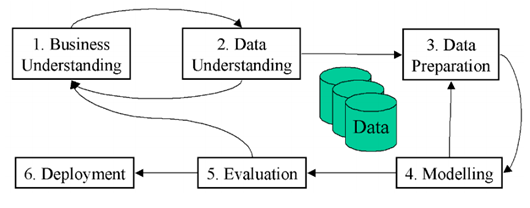 1. Business
Understanding
2. Data
Understanding
3. Data
Preparation
Data
6. Deployment
5. Evaluation
4. Modelling